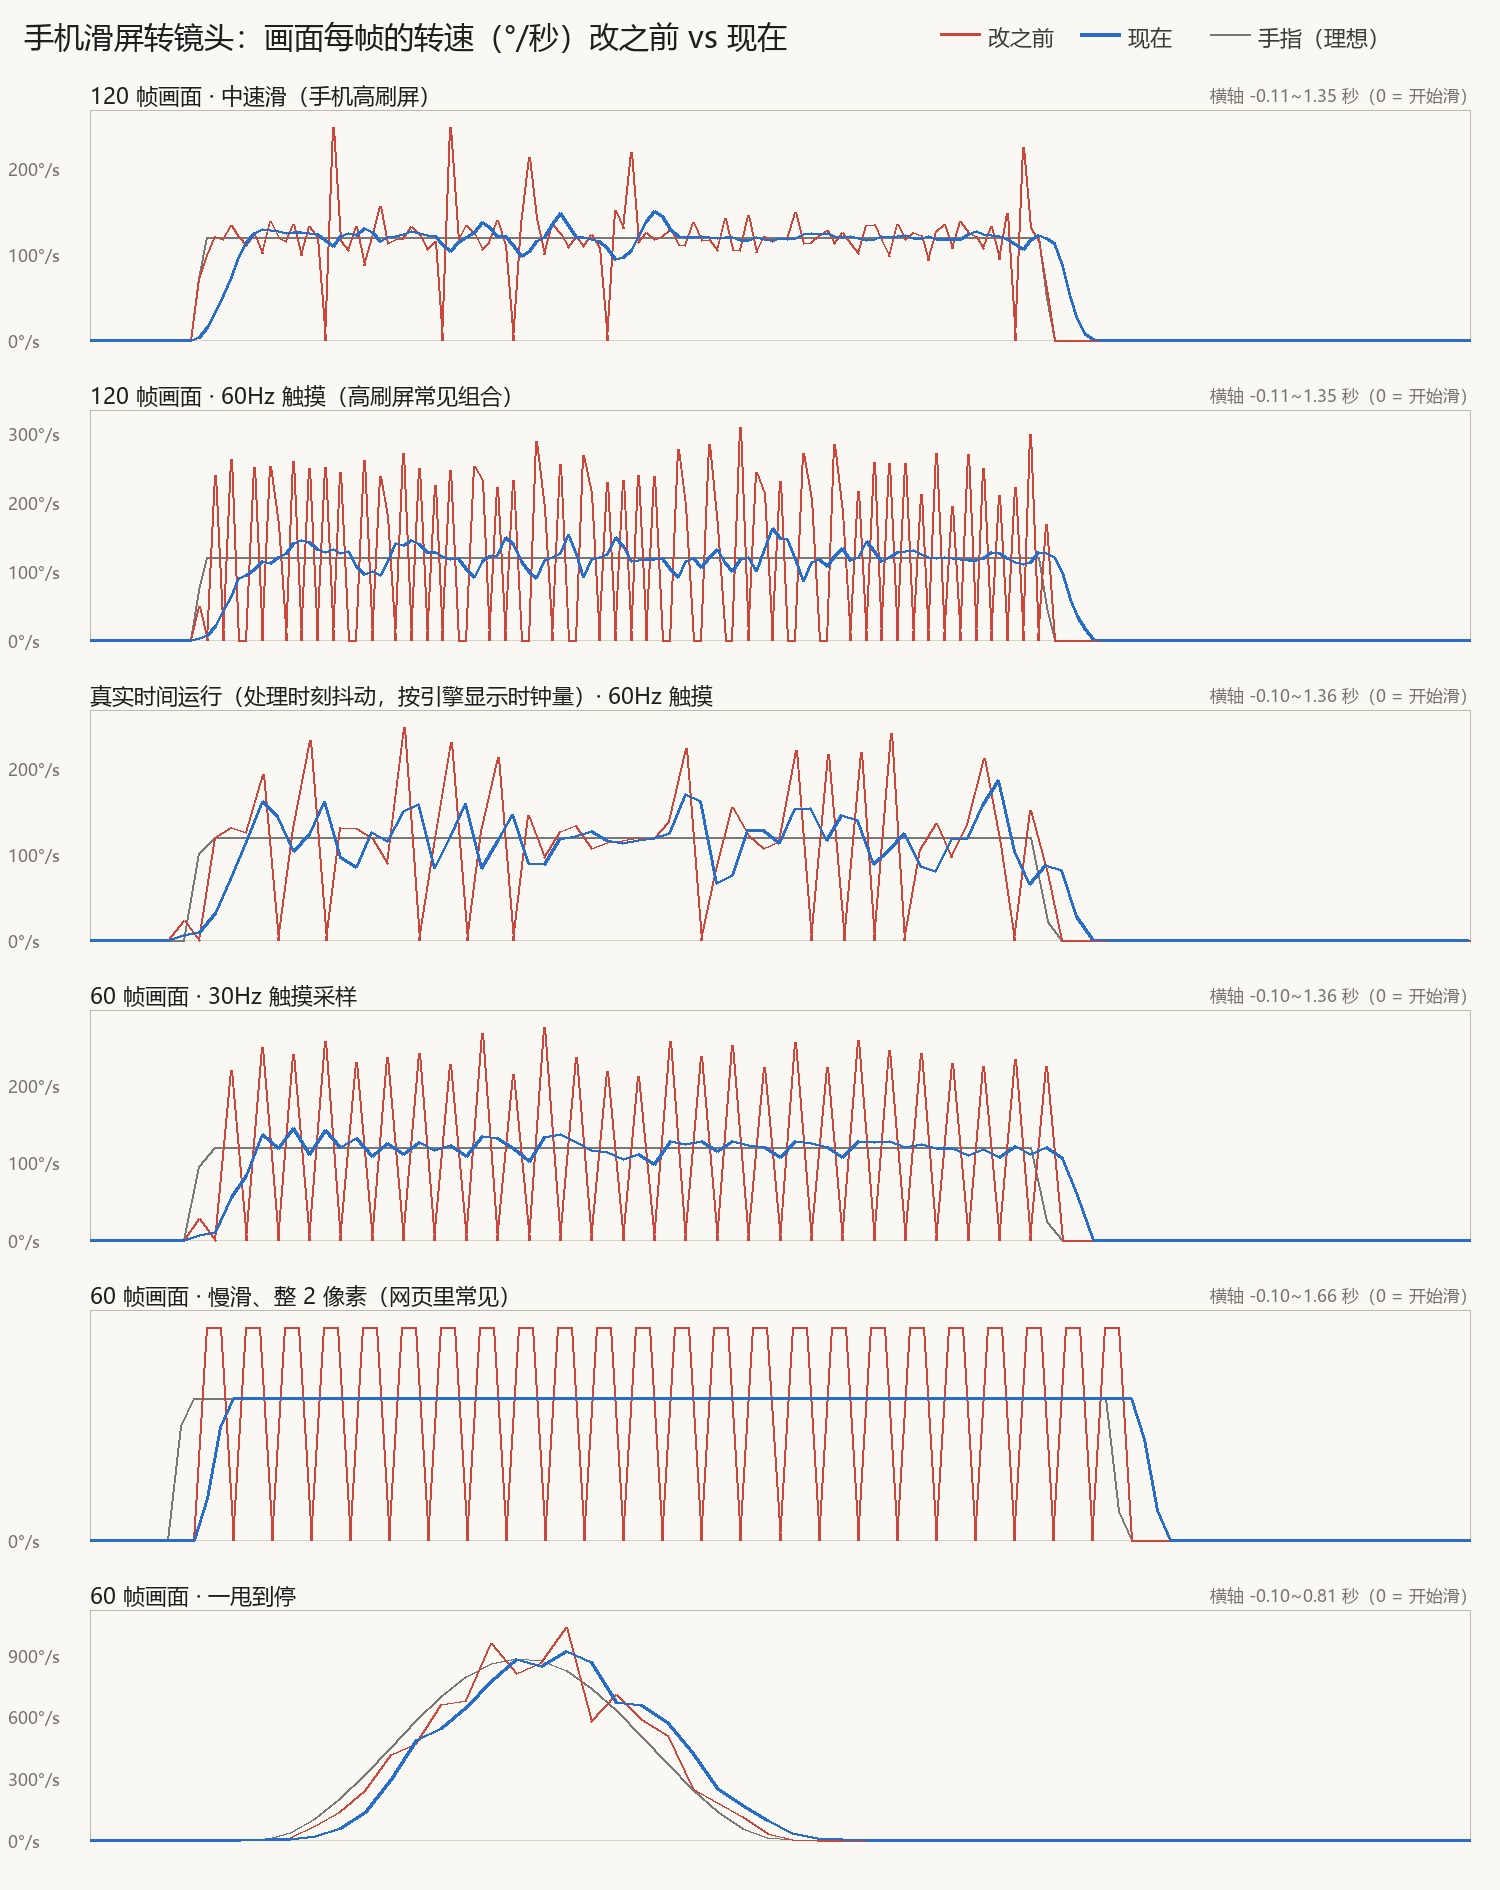 手机滑屏转镜头：画面每帧的转速（°/秒）改之前 vs 现在
改之前 现在 手指（理想）
120 帧画面 · 中速滑（手机高刷屏）
横轴 -0.11~1.35 秒（0 = 开始滑）
200°/s
100°/s
0°/s
120 帧画面 · 60Hz 触摸（高刷屏常见组合）
横轴 -0.11~1.35 秒（0 = 开始滑）
300°/s
200°/s
100°/s
0°/s
真实时间运行（处理时刻抖动，按引擎显示时钟量）· 60Hz 触摸
横轴 -0.10~1.36 秒（0 = 开始滑）
200°/s
100°/s
0°/s
60 帧画面 · 30Hz 触摸采样
横轴 -0.10~1.36 秒（0 = 开始滑）
200°/s
100°/s
0°/s
60 帧画面 · 慢滑、整 2 像素（网页里常见）
横轴 -0.10~1.66 秒（0 = 开始滑）
0°/s
60 帧画面 · 一甩到停
横轴 -0.10~0.81 秒（0 = 开始滑）
900°/s
600°/s
300°/s
0°/s